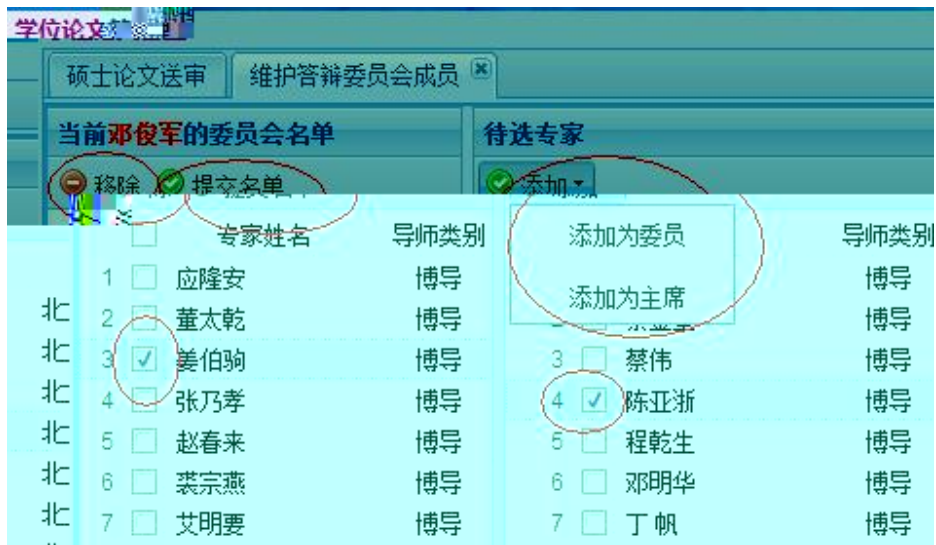 学位论文
硕士论文送审 维护答辩委员会成员
当前邓俊军的委员会名单 待选专家
移除 提交名单 添加
专家姓名 导师类别 添加为委员 导师类别
1 应隆安 博导 博导
添加为主席
北 2 董太乾 博导 博导
北 3 姜伯驹 博导 3 蔡伟 博导
北 4 张乃孝 博导 4 陈亚浙 博导
北 5 赵春来 博导 5 程乾生 博导
北 6 裘宗燕 博导 6 邓明华 博导
北 7 艾明要 博导 7 丁帆 博导